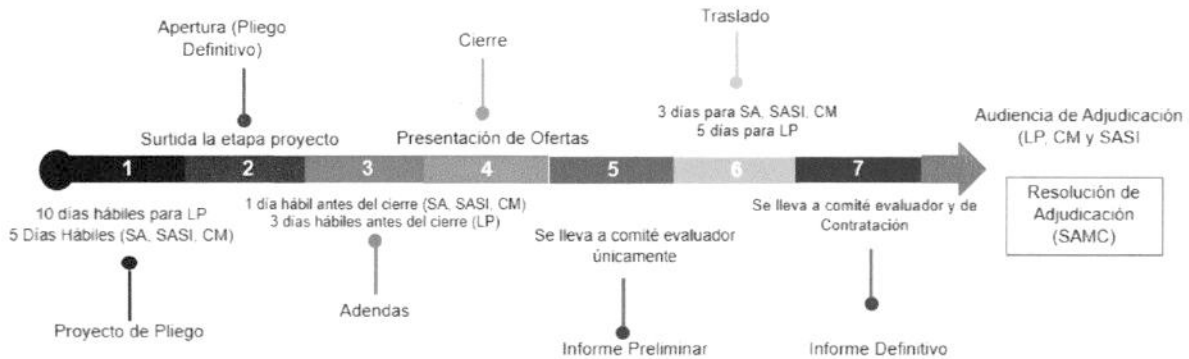 Apertura (Pliego
Definitivo)
Cierre
Traslado
Surtida la etapa proyecto
Presentación de Ofertas
3 días para SA, SASI, CM
5 días para LP
Audiencia de Adjudicación
(LP, CM y SASI
1
2
3
4
5
6
7
10 días hábiles para LP
5 Días Hábiles (SA, SASI, CM)
1 día hábil antes del cierre (SA, SASI, CM)
3 días hábiles antes del cierre (LP)
Se lleva a comité evaluador
únicamente
Se lleva a comité evaluador y de
Contratación
Resolución de
Adjudicación
(SAMC)
Proyecto de Pliego
Adendas
Informe Preliminar
Informe Definitivo